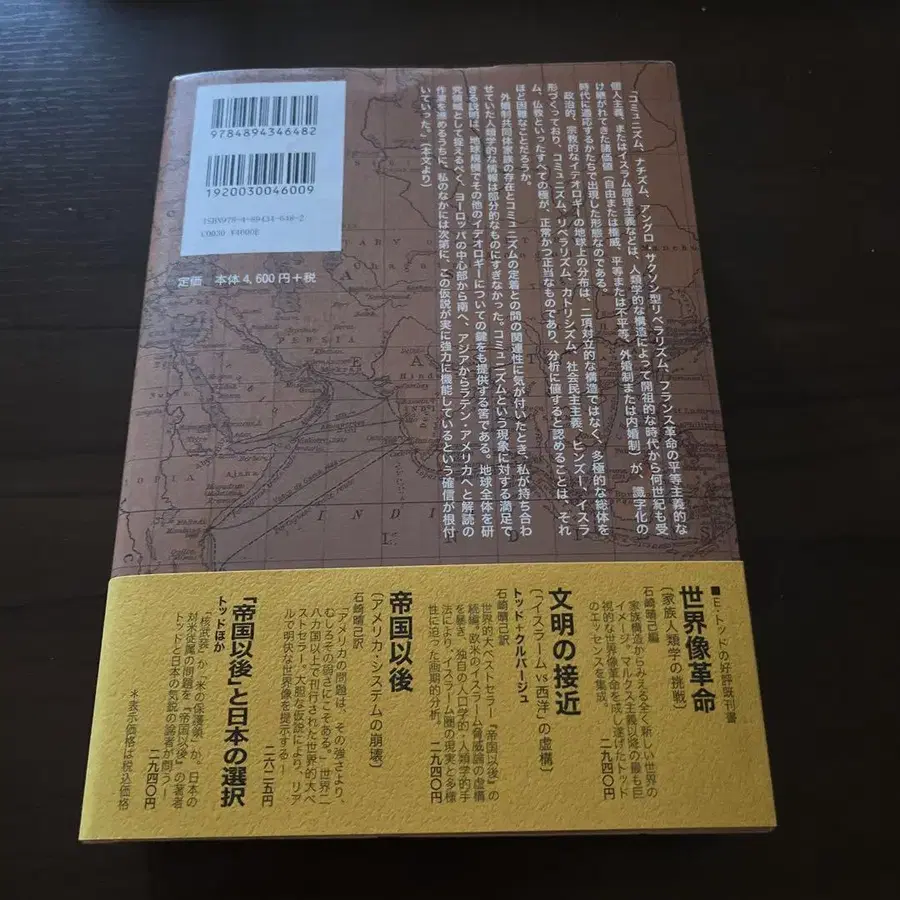 9784894346482
1920030046009
ISBN978-4-89434-648-2
C0030 ¥4600E
定価 本体4,600円+税
「コミュニズム、ナチズム、アングロ・サクソン型リベラリズム、フランス革命の平等主義的な
個人主義、またはイスラム原理主義などは、人類学的な構造によって開祖的な時代から何世紀も受
け継がれてきた諸価値(自由または権威、平等または不平等、外婚制または内婚制)が、識字化の
時代に適応するかたちで出現した形態なのである。
政治的、宗教的なイデオロギーの地球上の分布は、二項対立的な構造ではなく、多極的な総体を
形づくっており、コミュニズム、リベラリズム、カトリシズム、社会民主主義、ヒンズー、イスラ
ム、仏教といったすべての極が、正常かつ正当なものであり、分析に値すると認めることは、それ
ほど困難なことだろうか。
外婚制共同体家族の存在とコミュニズムの定着との間の関連性に気が付いたとき、私が持ち合わ
せていた人類学的な情報は部分的なものにすぎなかった。コミュニズムという現象に対する満足で
きる説明は、地球規模でその他のイデオロギーについての鍵をも提供する筈である。地球全体を研
究領域として捉えるべく、ヨーロッパの中心部から南へ、アジアからラテン・アメリカへと解読の
作業を進めるうちに、私のなかには次第に、この仮説が実に強力に機能しているという確信が根付
いていった。」(本文より)
PERSIA
INDI
■E・トッドの好評既刊書
世界像革命
〔家族人類学の挑戦〕
石崎晴己編
家族構造からみえる全く新しい世界の
イメージ。マルクス主義以降の最も巨
視的な世界像革命を成し遂げたトッド
のエッセンスを集成。
二九四〇円
文明の接近
〔「イスラームvs西洋」の虚構〕
トッド+クルバージュ
石崎晴己訳
世界的大ベストセラー『帝国以後』の
続編。欧米のイスラーム脅威論の虚構
を暴き、独自の人口学的・人類学的手
法により、イスラーム圏の現実と多様
性に迫った画期的分析。
二九四〇円
帝国以後
〔アメリカ・システムの崩壊〕
石崎晴己訳
「アメリカの問題は、その強さより、
むしろその弱さにこそある。」世界二
八カ国以上で刊行された世界的大ベ
ストセラー。大胆な仮説により、リア
ルで明快な世界像を提示する!
二六二五円
「帝国以後」と日本の選択
トッドほか
「核武装」か、「米の保護領」か。日本の
対米従属の問題を『帝国以後』の著者
トッドと日本の気鋭の論者が問う!
二九四〇円
*表示価格は税込価格